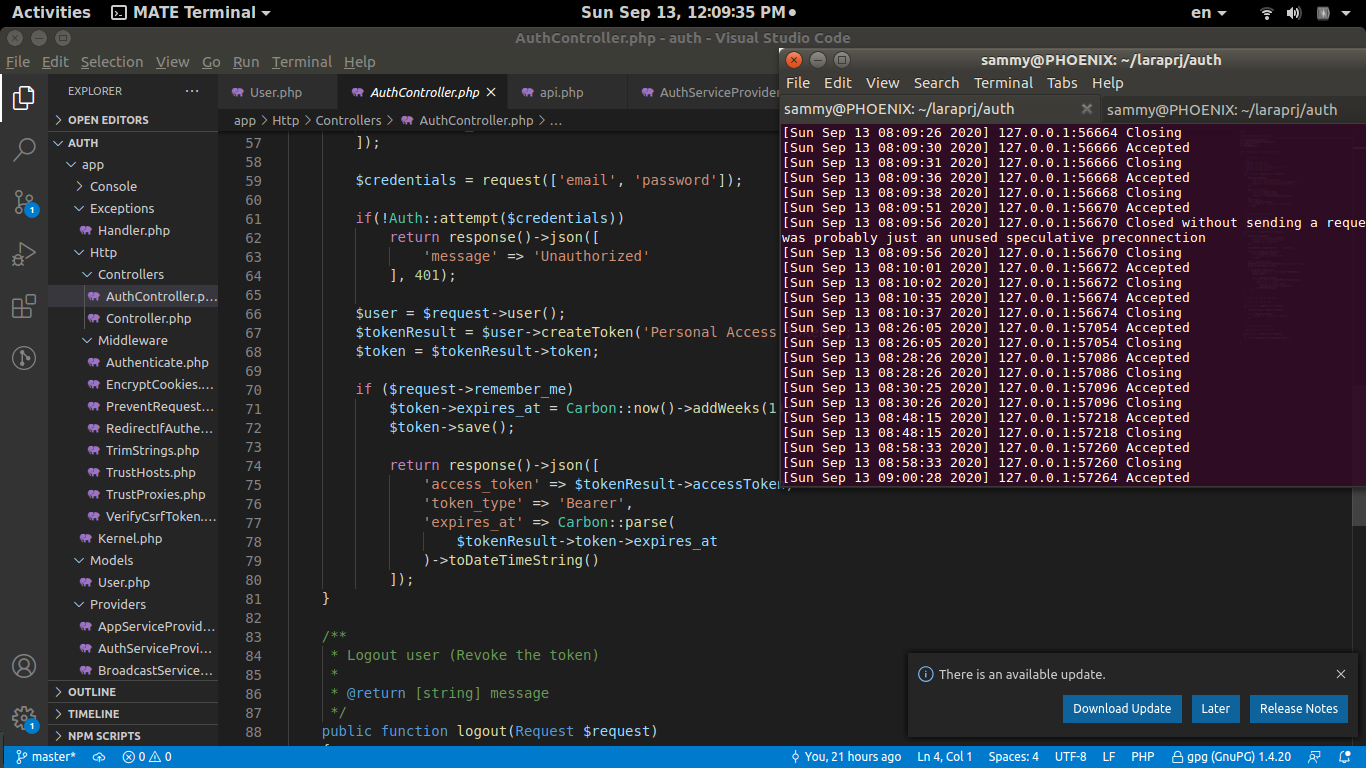 Activities MATE Terminal Sun Sep 13, 12:09:35 PM en
AuthController.php - auth - Visual Studio Code
File Edit Selection View Go Run Terminal Help
EXPLORER ...
OPEN EDITORS
AUTH
app
Console
Exceptions
Handler.php
Http
Controllers
AuthController.p...
Controller.php
Middleware
Authenticate.php
EncryptCookies....
PreventRequest...
RedirectIfAuthe...
TrimStrings.php
TrustHosts.php
TrustProxies.php
VerifyCsrfToken....
Kernel.php
Models
User.php
Providers
AppServiceProvid...
AuthServiceProvi...
BroadcastService...
OUTLINE
TIMELINE
NPM SCRIPTS
1
1
User.php AuthController.php api.php AuthServiceProvider
app > Http > Controllers > AuthController.php > ...
57 ]);
58
59 $credentials = request(['email', 'password']);
60
61 if(!Auth::attempt($credentials))
62 return response()->json([
63 'message' => 'Unauthorized'
64 ], 401);
65
66 $user = $request->user();
67 $tokenResult = $user->createToken('Personal Access
68 $token = $tokenResult->token;
69
70 if ($request->remember_me)
71 $token->expires_at = Carbon::now()->addWeeks(1
72 $token->save();
73
74 return response()->json([
75 'access_token' => $tokenResult->accessToken,
76 'token_type' => 'Bearer',
77 'expires_at' => Carbon::parse(
78 $tokenResult->token->expires_at
79 )->toDateTimeString()
80 ]);
81 }
82
83 /**
84 * Logout user (Revoke the token)
85 *
86 * @return [string] message
87 */
88 public function logout(Request $request)
sammy@PHOENIX: ~/laraprj/auth
File Edit View Search Terminal Tabs Help
sammy@PHOENIX: ~/laraprj/auth sammy@PHOENIX: ~/laraprj/auth
[Sun Sep 13 08:09:26 2020] 127.0.0.1:56664 Closing
[Sun Sep 13 08:09:30 2020] 127.0.0.1:56666 Accepted
[Sun Sep 13 08:09:31 2020] 127.0.0.1:56666 Closing
[Sun Sep 13 08:09:36 2020] 127.0.0.1:56668 Accepted
[Sun Sep 13 08:09:38 2020] 127.0.0.1:56668 Closing
[Sun Sep 13 08:09:51 2020] 127.0.0.1:56670 Accepted
[Sun Sep 13 08:09:56 2020] 127.0.0.1:56670 Closed without sending a reque
was probably just an unused speculative preconnection
[Sun Sep 13 08:09:56 2020] 127.0.0.1:56670 Closing
[Sun Sep 13 08:10:01 2020] 127.0.0.1:56672 Accepted
[Sun Sep 13 08:10:02 2020] 127.0.0.1:56672 Closing
[Sun Sep 13 08:10:35 2020] 127.0.0.1:56674 Accepted
[Sun Sep 13 08:10:37 2020] 127.0.0.1:56674 Closing
[Sun Sep 13 08:26:05 2020] 127.0.0.1:57054 Accepted
[Sun Sep 13 08:26:05 2020] 127.0.0.1:57054 Closing
[Sun Sep 13 08:28:26 2020] 127.0.0.1:57086 Accepted
[Sun Sep 13 08:28:26 2020] 127.0.0.1:57086 Closing
[Sun Sep 13 08:30:25 2020] 127.0.0.1:57096 Accepted
[Sun Sep 13 08:30:26 2020] 127.0.0.1:57096 Closing
[Sun Sep 13 08:48:15 2020] 127.0.0.1:57218 Accepted
[Sun Sep 13 08:48:15 2020] 127.0.0.1:57218 Closing
[Sun Sep 13 08:58:33 2020] 127.0.0.1:57260 Accepted
[Sun Sep 13 08:58:33 2020] 127.0.0.1:57260 Closing
[Sun Sep 13 09:00:28 2020] 127.0.0.1:57264 Accepted
There is an available update.
Download Update Later Release Notes
master* 0 0 You, 21 hours ago Ln 4, Col 1 Spaces: 4 UTF-8 LF PHP gpg (GnuPG) 1.4.20